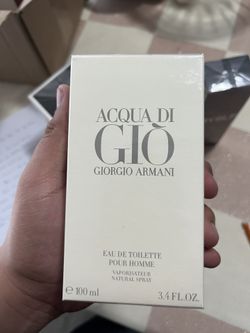 ACQUA DI
GIÒ
GIORGIO ARMANI
EAU DE TOILETTE
POUR HOMME
VAPORISATEUR
NATURAL SPRAY
℮ 100 ml 3.4 FL.OZ.